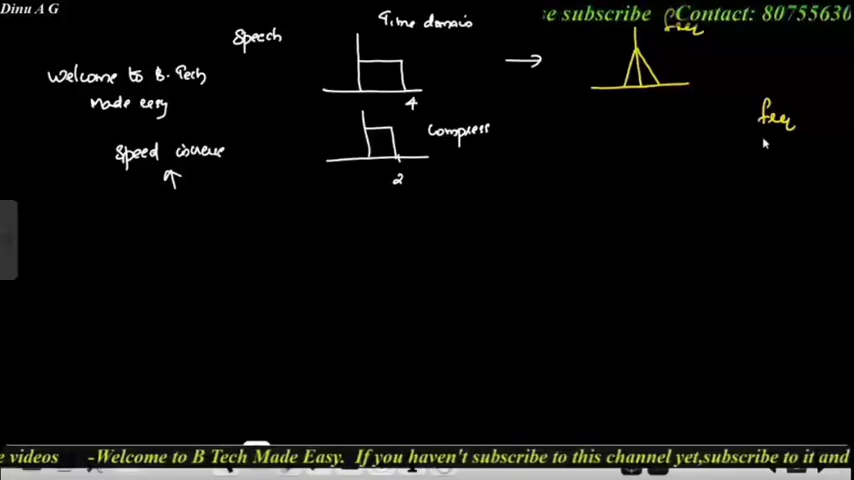 Dinu A G
:e subscribe Contact: 80755630
Time domain
freq
Speech
Welcome to B. Tech
made easy
4
freq
Compress
Speed increase
2
e videos -Welcome to B Tech Made Easy. If you haven't subscribe to this channel yet,subscribe to it and